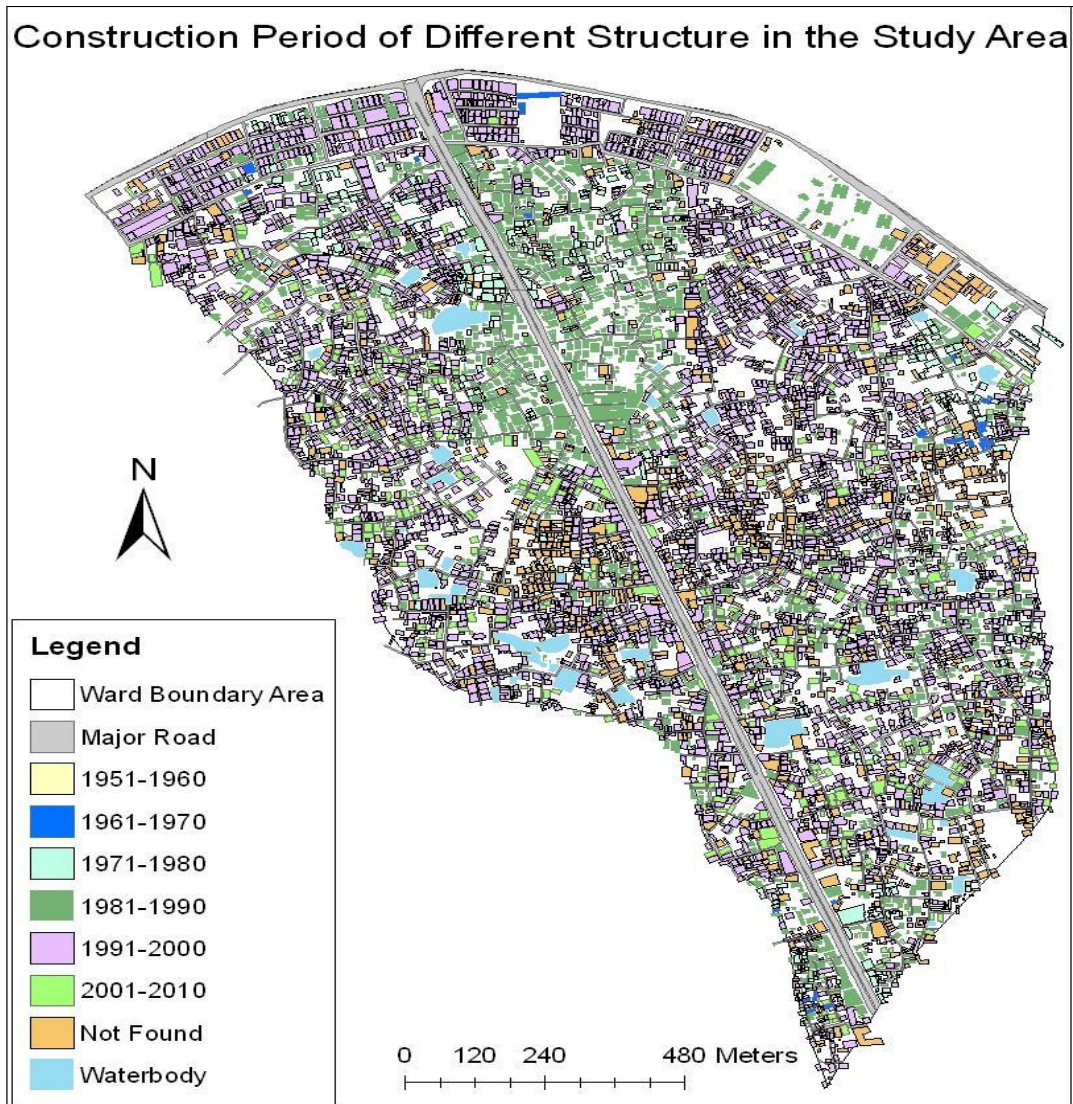 Construction Period of Different Structure in the Study Area
N
Legend
Ward Boundary Area
Major Road
1951-1960
1961-1970
1971-1980
1981-1990
1991-2000
2001-2010
Not Found
Waterbody
0 120 240 480 Meters